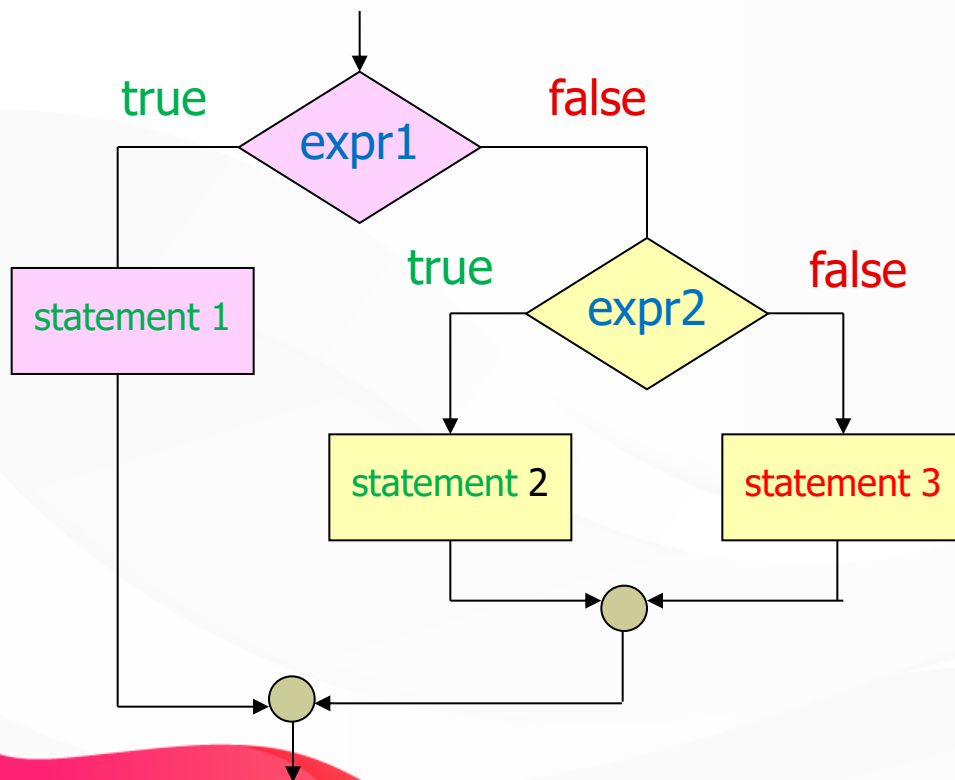 true
false
expr1
true
false
expr2
statement 1
statement 2
statement 3